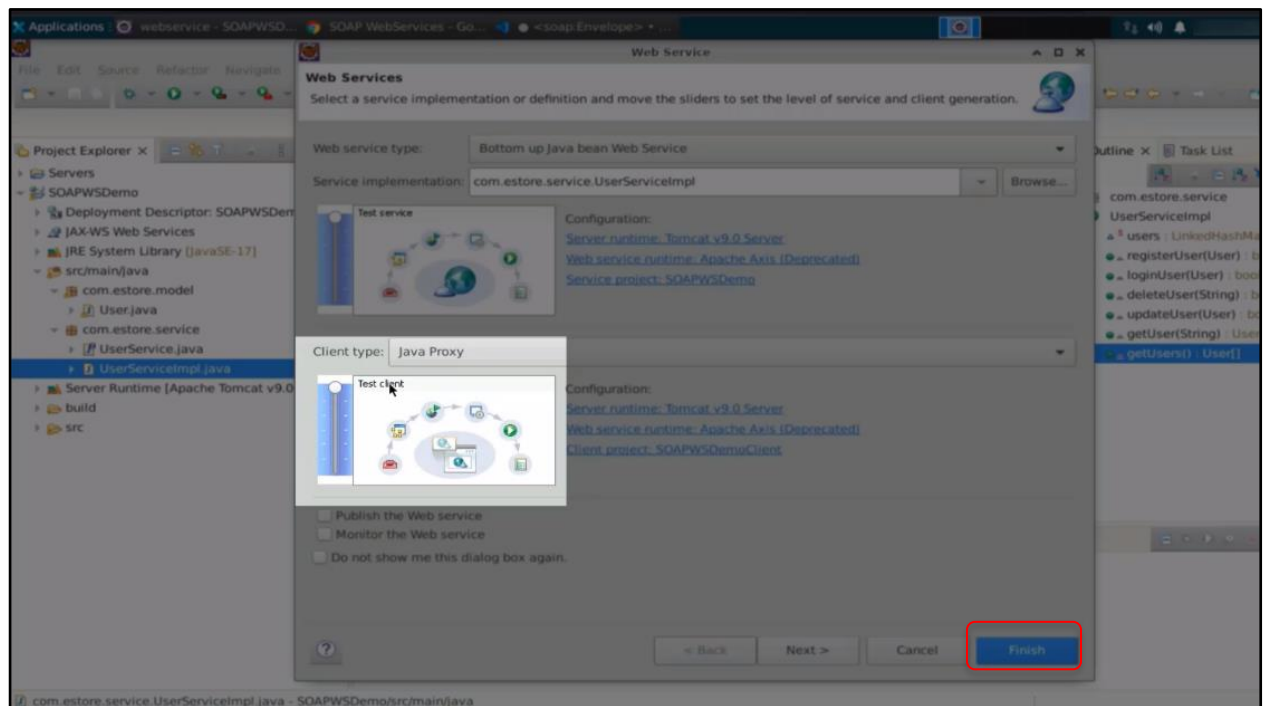 Applications : webservice - SOAPWSD... SOAP WebServices - Go... <soap:Envelope> • ...
Web Service
File Edit Source Refactor Navigate
Web Services
Select a service implementation or definition and move the sliders to set the level of service and client generation.
Project Explorer
Servers
SOAPWSDemo
Deployment Descriptor: SOAPWSDem
JAX-WS Web Services
JRE System Library [JavaSE-17]
src/main/java
com.estore.model
User.java
com.estore.service
UserService.java
UserServiceImpl.java
Server Runtime [Apache Tomcat v9.0
build
src
Web service type: Bottom up Java bean Web Service
Service implementation: com.estore.service.UserServiceImpl Browse...
Test service
Configuration:
Server runtime: Tomcat v9.0 Server
Web service runtime: Apache Axis (Deprecated)
Service project: SOAPWSDemo
Client type: Java Proxy
Test client
Configuration:
Server runtime: Tomcat v9.0 Server
Web service runtime: Apache Axis (Deprecated)
Client project: SOAPWSDemoClient
Publish the Web service
Monitor the Web service
Do not show me this dialog box again.
< Back Next > Cancel Finish
Outline Task List
com.estore.service
UserServiceImpl
users : LinkedHashMa
registerUser(User) : b
loginUser(User) : bool
deleteUser(String) : b
updateUser(User) : bo
getUser(String) : User
getUsers() : User[]
com.estore.service.UserServiceImpl.java - SOAPWSDemo/src/main/java